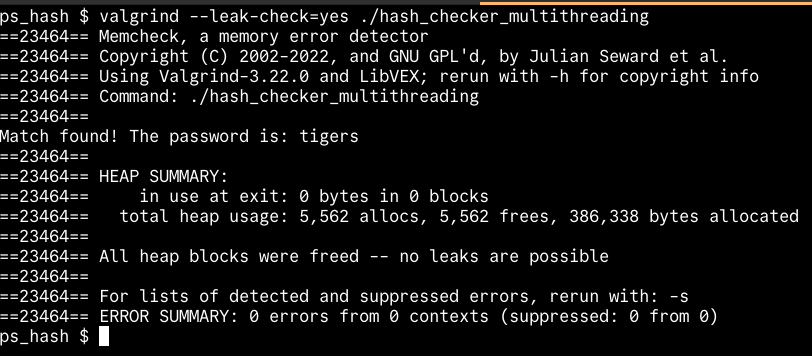 ps_hash $ valgrind --leak-check=yes ./hash_checker_multithreading
==23464== Memcheck, a memory error detector
==23464== Copyright (C) 2002-2022, and GNU GPL'd, by Julian Seward et al.
==23464== Using Valgrind-3.22.0 and LibVEX; rerun with -h for copyright info
==23464== Command: ./hash_checker_multithreading
==23464==
Match found! The password is: tigers
==23464==
==23464== HEAP SUMMARY:
==23464==     in use at exit: 0 bytes in 0 blocks
==23464==   total heap usage: 5,562 allocs, 5,562 frees, 386,338 bytes allocated
==23464==
==23464== All heap blocks were freed -- no leaks are possible
==23464==
==23464== For lists of detected and suppressed errors, rerun with: -s
==23464== ERROR SUMMARY: 0 errors from 0 contexts (suppressed: 0 from 0)
ps_hash $